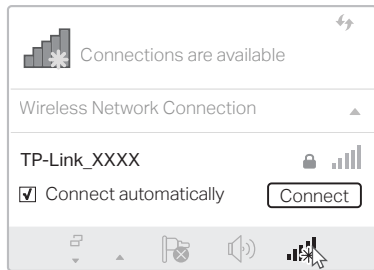 Connections are available
Wireless Network Connection
TP-Link_XXXX
Connect automatically
Connect